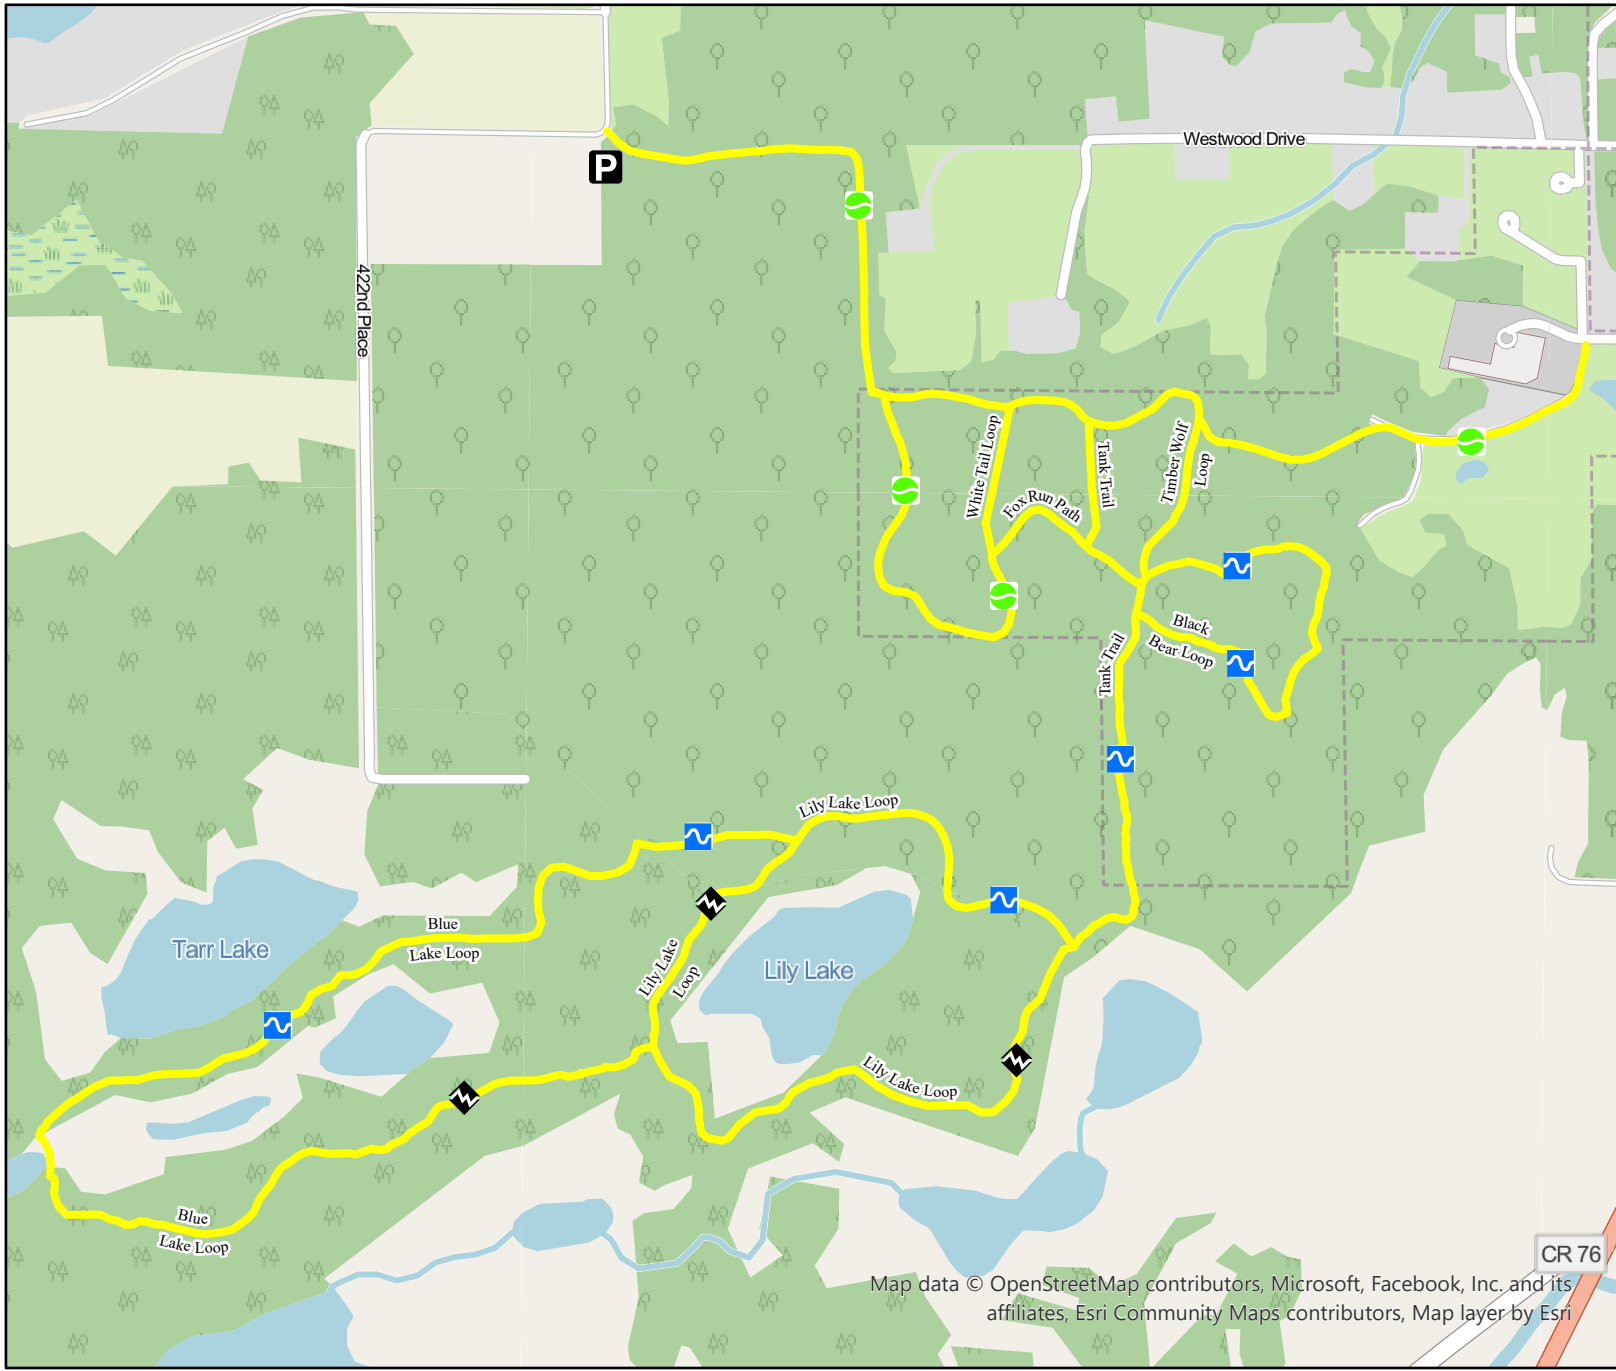 Westwood Drive
P
422nd Place
White Tail Loop
Tank Trail
Timber Wolf
Loop
Fox Run Path
Black
Bear Loop
Tank Trail
Lily Lake Loop
Blue
Lake Loop
Tarr Lake
Lily Lake
Loop
Lily Lake
Lily Lake Loop
Blue
Lake Loop
CR 76
Map data © OpenStreetMap contributors, Microsoft, Facebook, Inc. and its
affiliates, Esri Community Maps contributors, Map layer by Esri